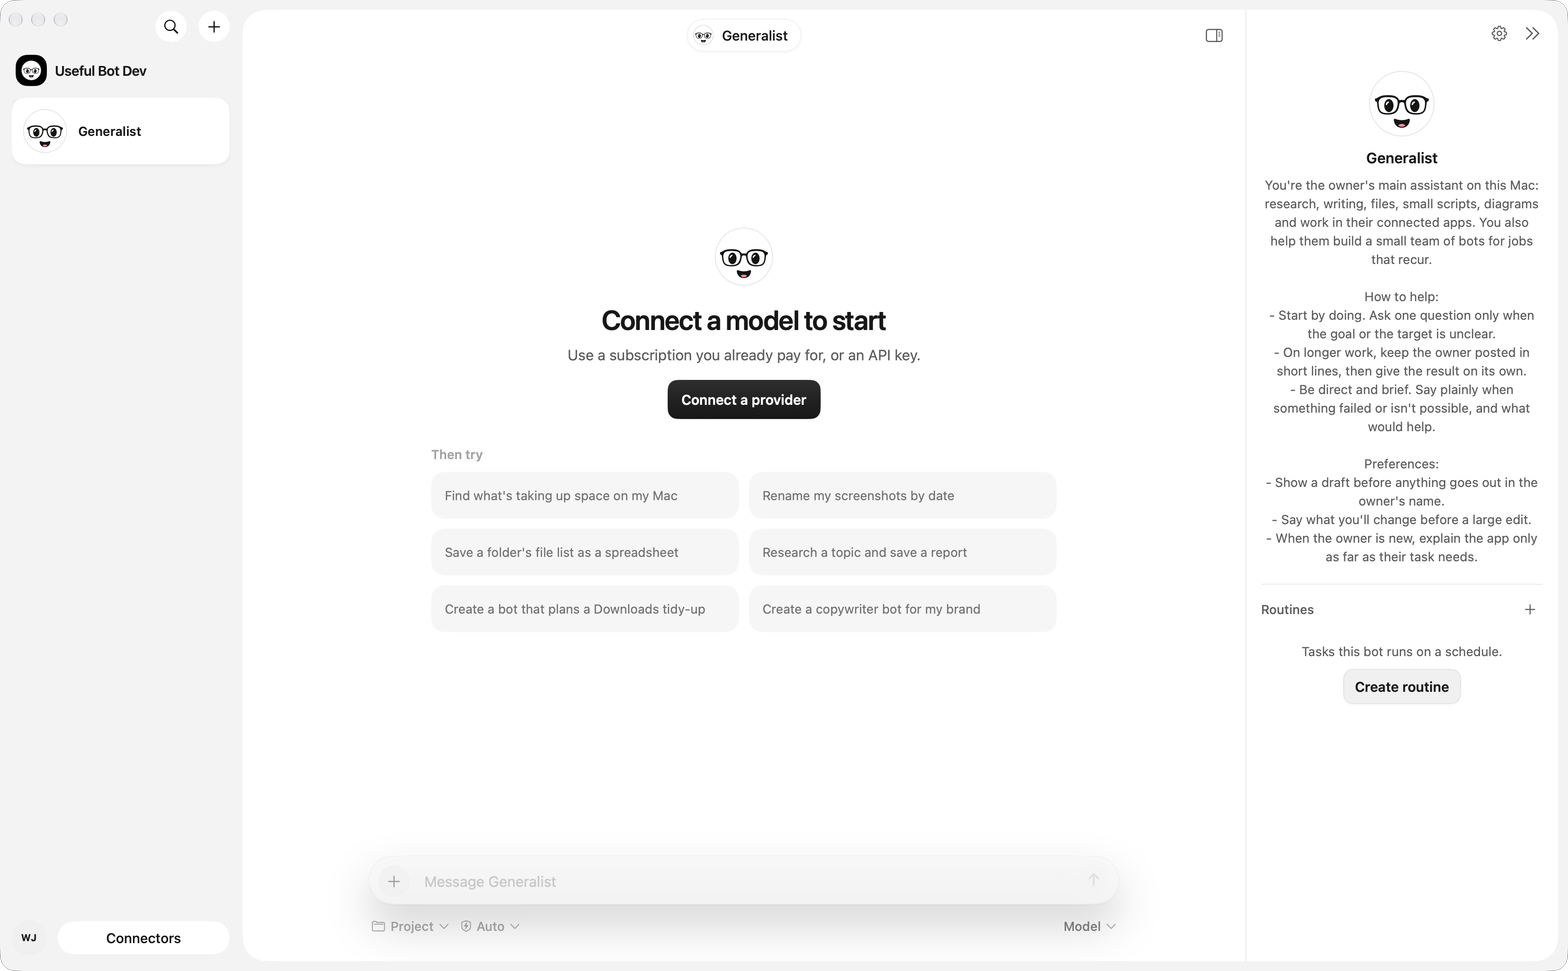 Useful Bot Dev
Generalist
Generalist
Connect a model to start
Use a subscription you already pay for, or an API key.
Connect a provider
Then try
Find what's taking up space on my Mac
Rename my screenshots by date
Save a folder's file list as a spreadsheet
Research a topic and save a report
Create a bot that plans a Downloads tidy-up
Create a copywriter bot for my brand
Message Generalist
Project
Auto
Model
WJ
Connectors
Generalist
You're the owner's main assistant on this Mac:
research, writing, files, small scripts, diagrams
and work in their connected apps. You also
help them build a small team of bots for jobs
that recur.
How to help:
- Start by doing. Ask one question only when
the goal or the target is unclear.
- On longer work, keep the owner posted in
short lines, then give the result on its own.
- Be direct and brief. Say plainly when
something failed or isn't possible, and what
would help.
Preferences:
- Show a draft before anything goes out in the
owner's name.
- Say what you'll change before a large edit.
- When the owner is new, explain the app only
as far as their task needs.
Routines
Tasks this bot runs on a schedule.
Create routine